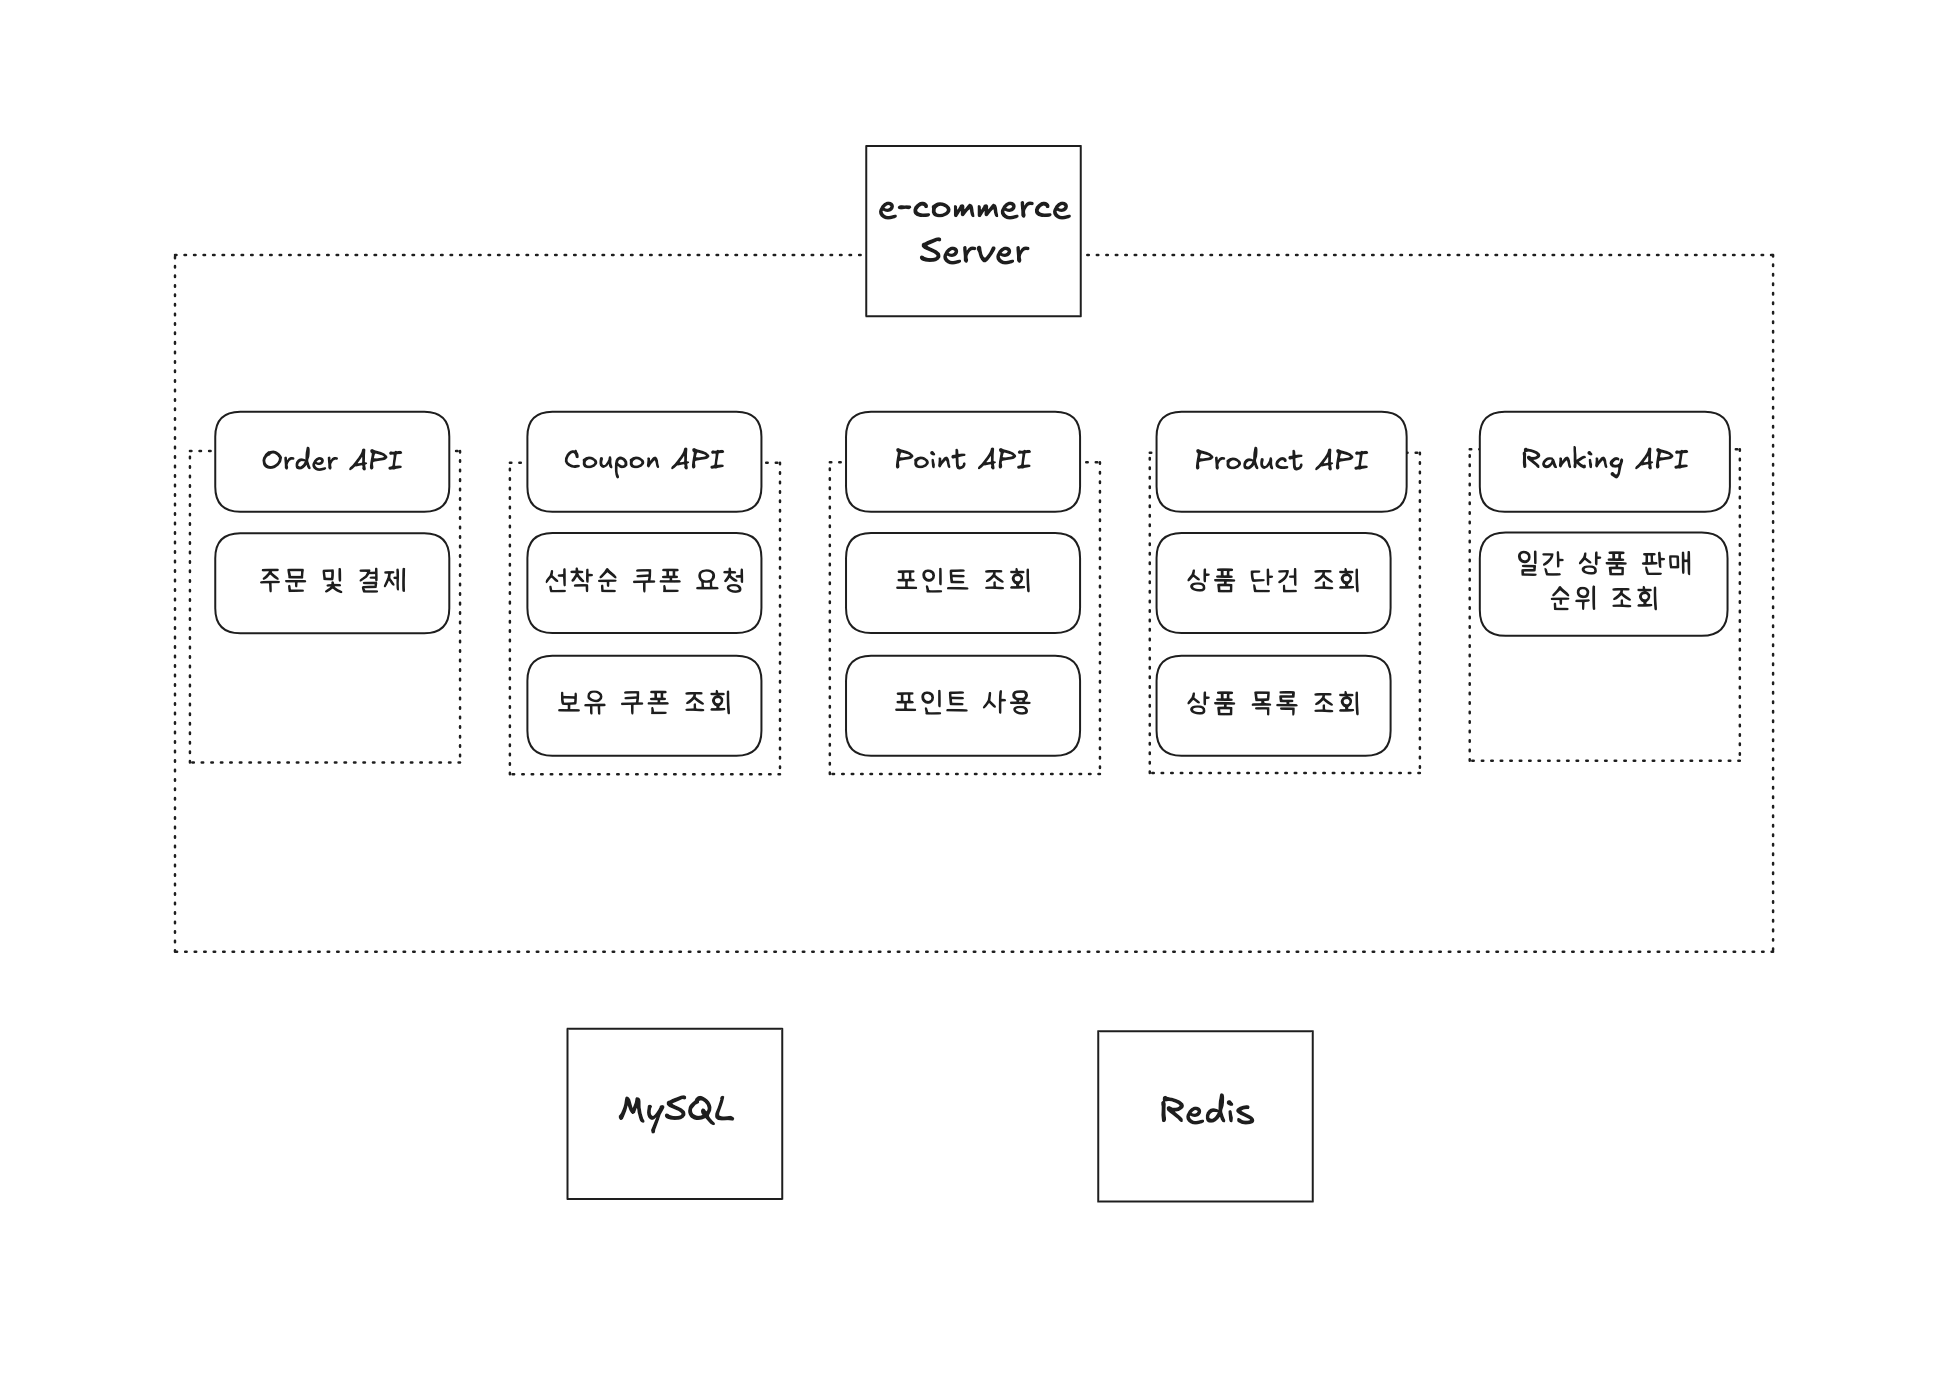 e-commerce
Server
Order API
주문 및 결제
Coupon API
선착순 쿠폰 요청
보유 쿠폰 조회
Point API
포인트 조회
포인트 사용
Product API
상품 단건 조회
상품 목록 조회
Ranking API
일간 상품 판매
순위 조회
MySQL
Redis